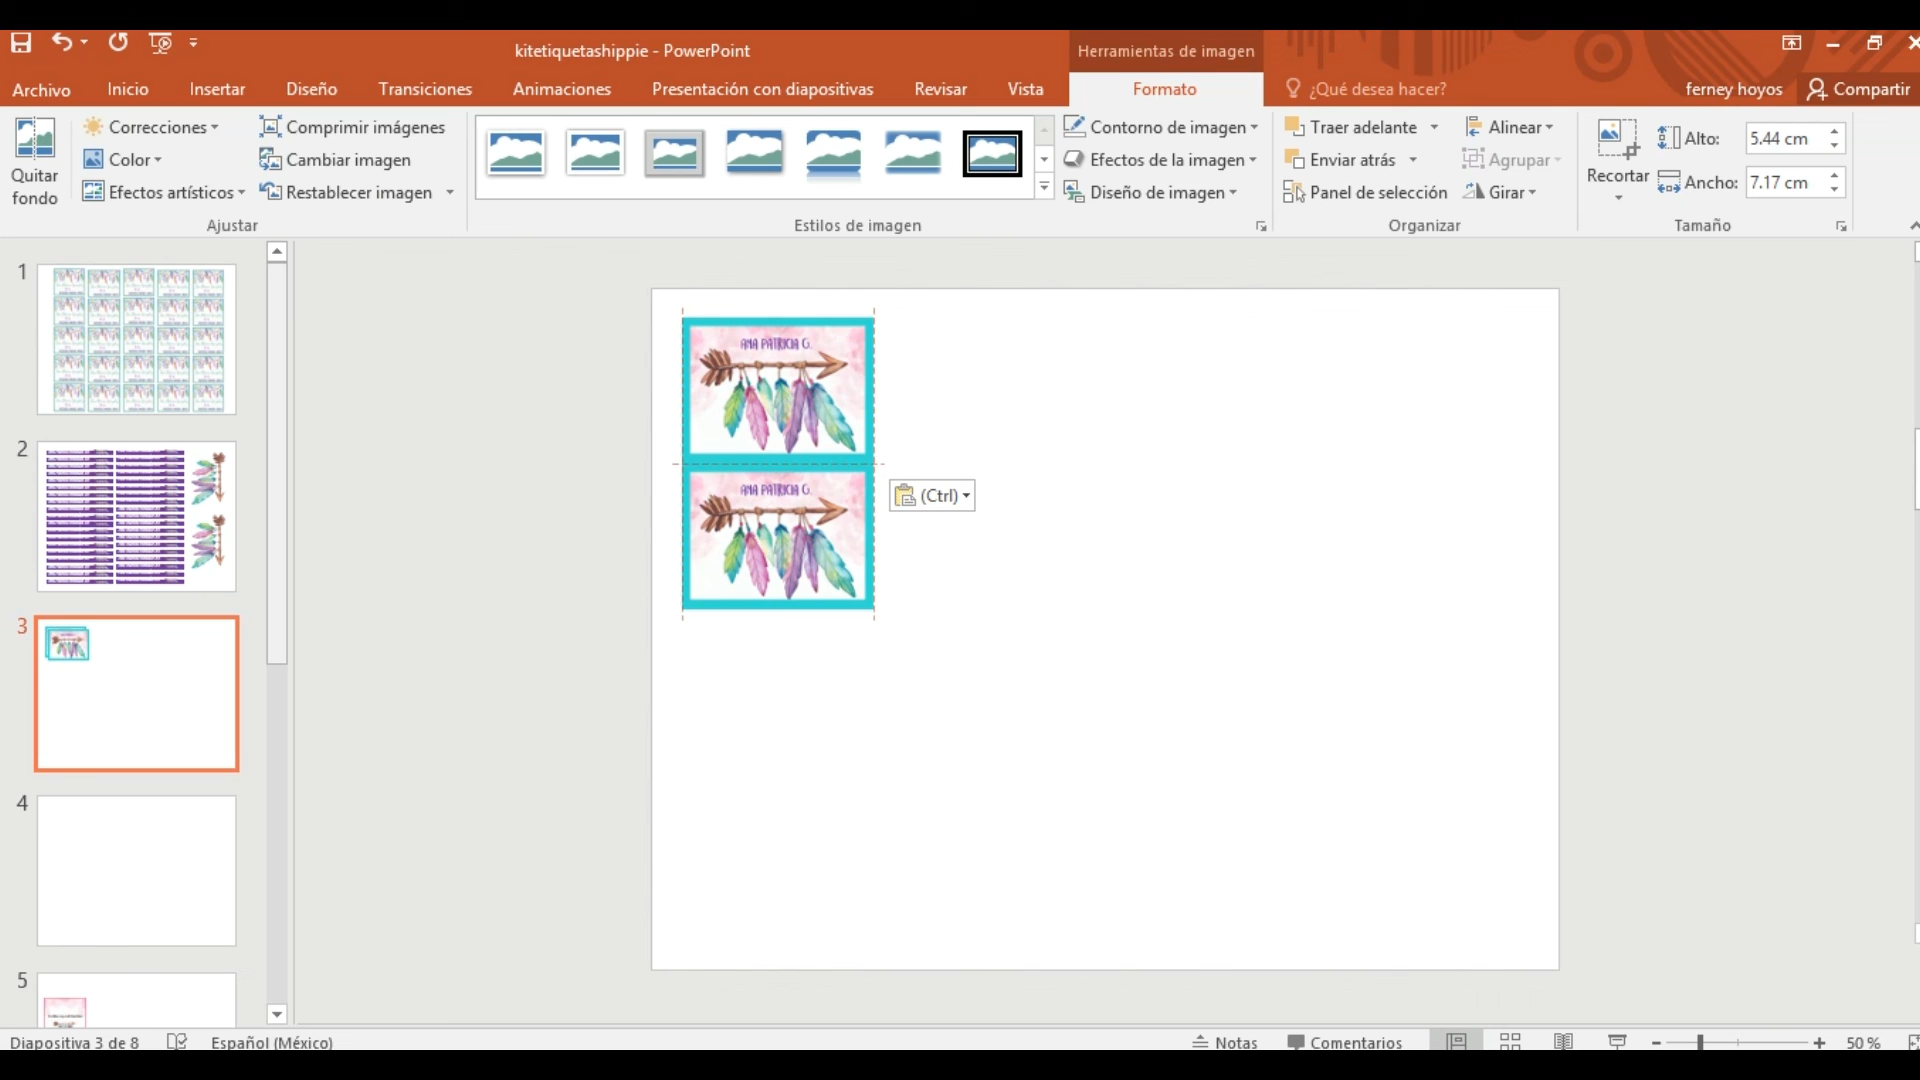 kitetiquetashippie - PowerPoint
Herramientas de imagen
Archivo Inicio Insertar Diseño Transiciones Animaciones Presentación con diapositivas Revisar Vista Formato ¿Qué desea hacer? ferney hoyos Compartir
Quitar fondo
Correcciones
Color
Efectos artísticos
Comprimir imágenes
Cambiar imagen
Restablecer imagen
Ajustar
Estilos de imagen
Contorno de imagen
Efectos de la imagen
Diseño de imagen
Traer adelante
Enviar atrás
Panel de selección
Alinear
Agrupar
Girar
Organizar
Recortar
Alto: 5.44 cm
Ancho: 7.17 cm
Tamaño
1
2
3
4
5
ANA PATRICIA G.
ANA PATRICIA G.
(Ctrl)
Diapositiva 3 de 8 Español (México) Notas Comentarios 50 %